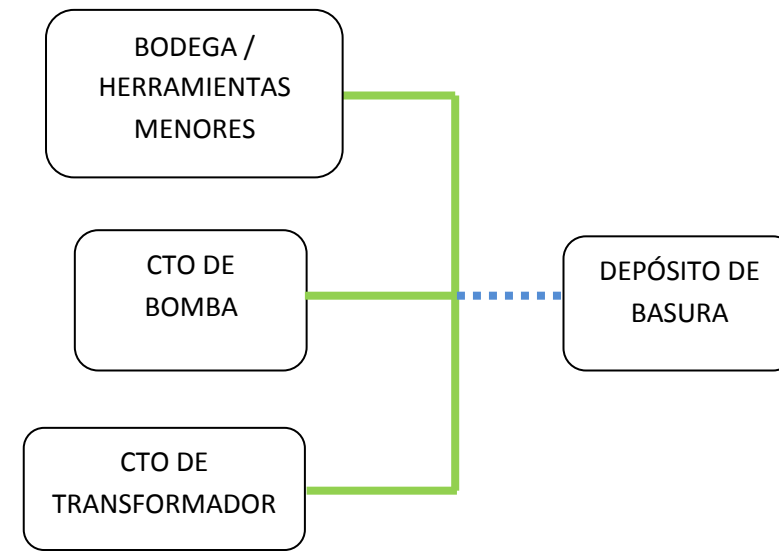 BODEGA /
HERRAMIENTAS
MENORES
CTO DE
BOMBA
DEPÓSITO DE
BASURA
CTO DE
TRANSFORMADOR